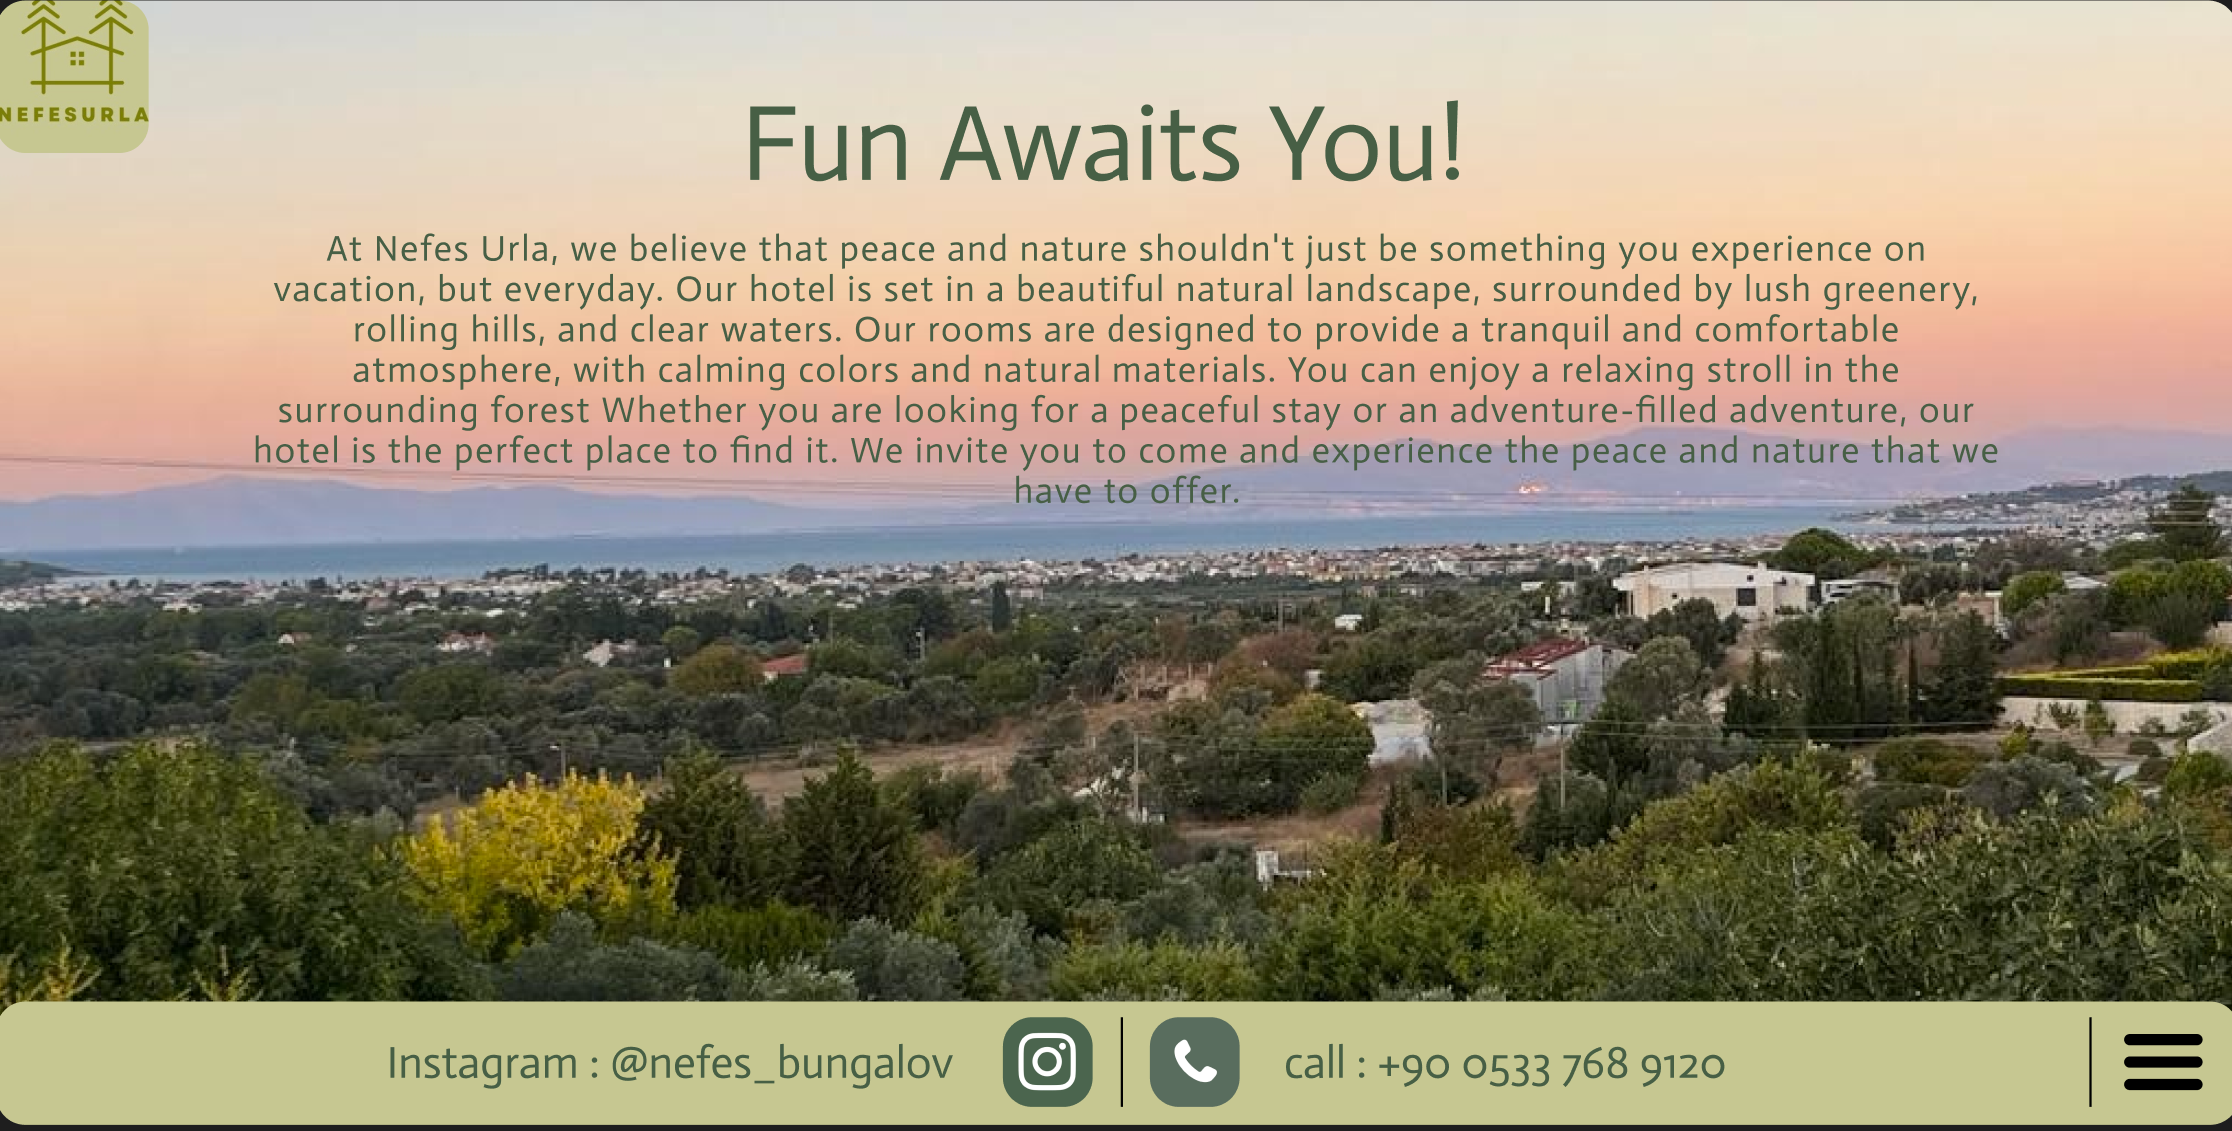 NEFESURLA
Fun Awaits You!
At Nefes Urla, we believe that peace and nature shouldn't just be something you experience on
vacation, but everyday. Our hotel is set in a beautiful natural landscape, surrounded by lush greenery,
rolling hills, and clear waters. Our rooms are designed to provide a tranquil and comfortable
atmosphere, with calming colors and natural materials. You can enjoy a relaxing stroll in the
surrounding forest Whether you are looking for a peaceful stay or an adventure-filled adventure, our
hotel is the perfect place to find it. We invite you to come and experience the peace and nature that we
have to offer.
Instagram : @nefes_bungalov
call : +90 0533 768 9120